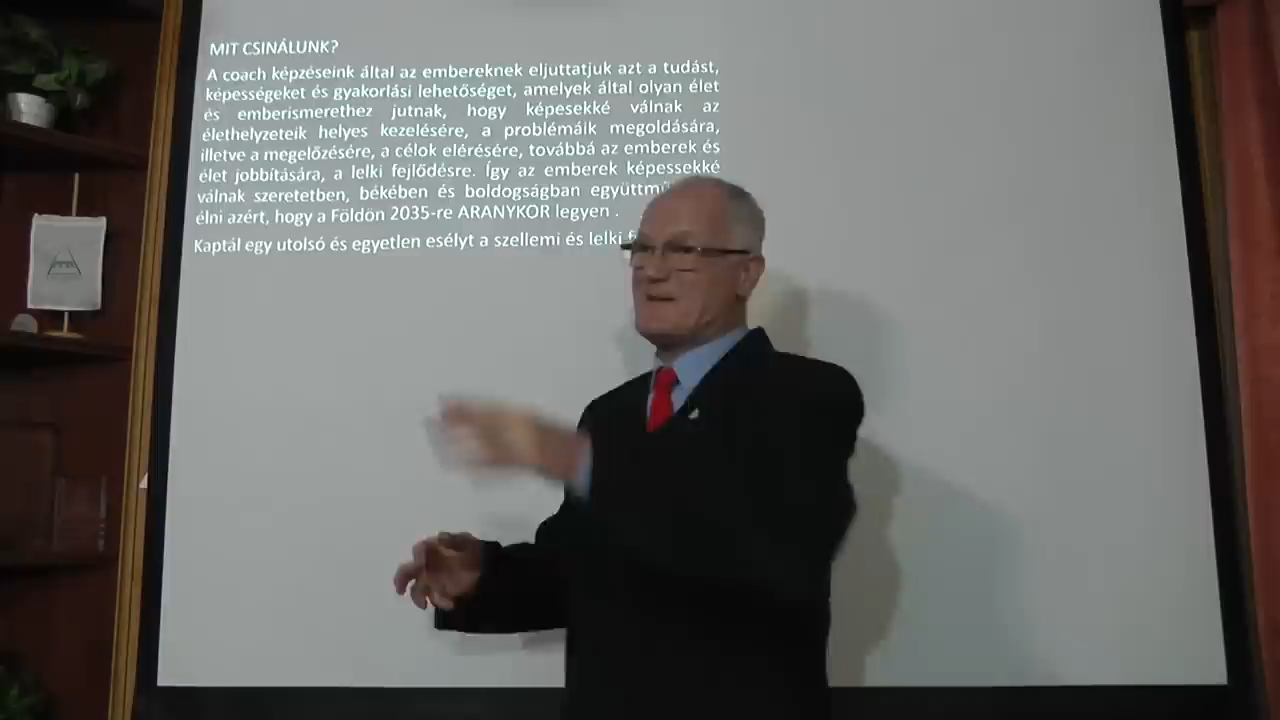 MIT CSINÁLUNK?
A coach képzéseink által az embereknek eljuttatjuk azt a tudást,
képességeket és gyakorlási lehetőséget, amelyek által olyan élet
és emberismerethez jutnak, hogy képesekké válnak az
élethelyzeteik helyes kezelésére, a problémáik megoldására,
illetve a megelőzésére, a célok elérésére, továbbá az emberek és
élet jobbítására, a lelki fejlődésre. Így az emberek képessekké
válnak szeretetben, békében és boldogságban
élni azért, hogy a Földön 2035-re ARANYKOR legyen .
Kaptál egy utolsó és egyetlen esélyt a szellemi és lelki